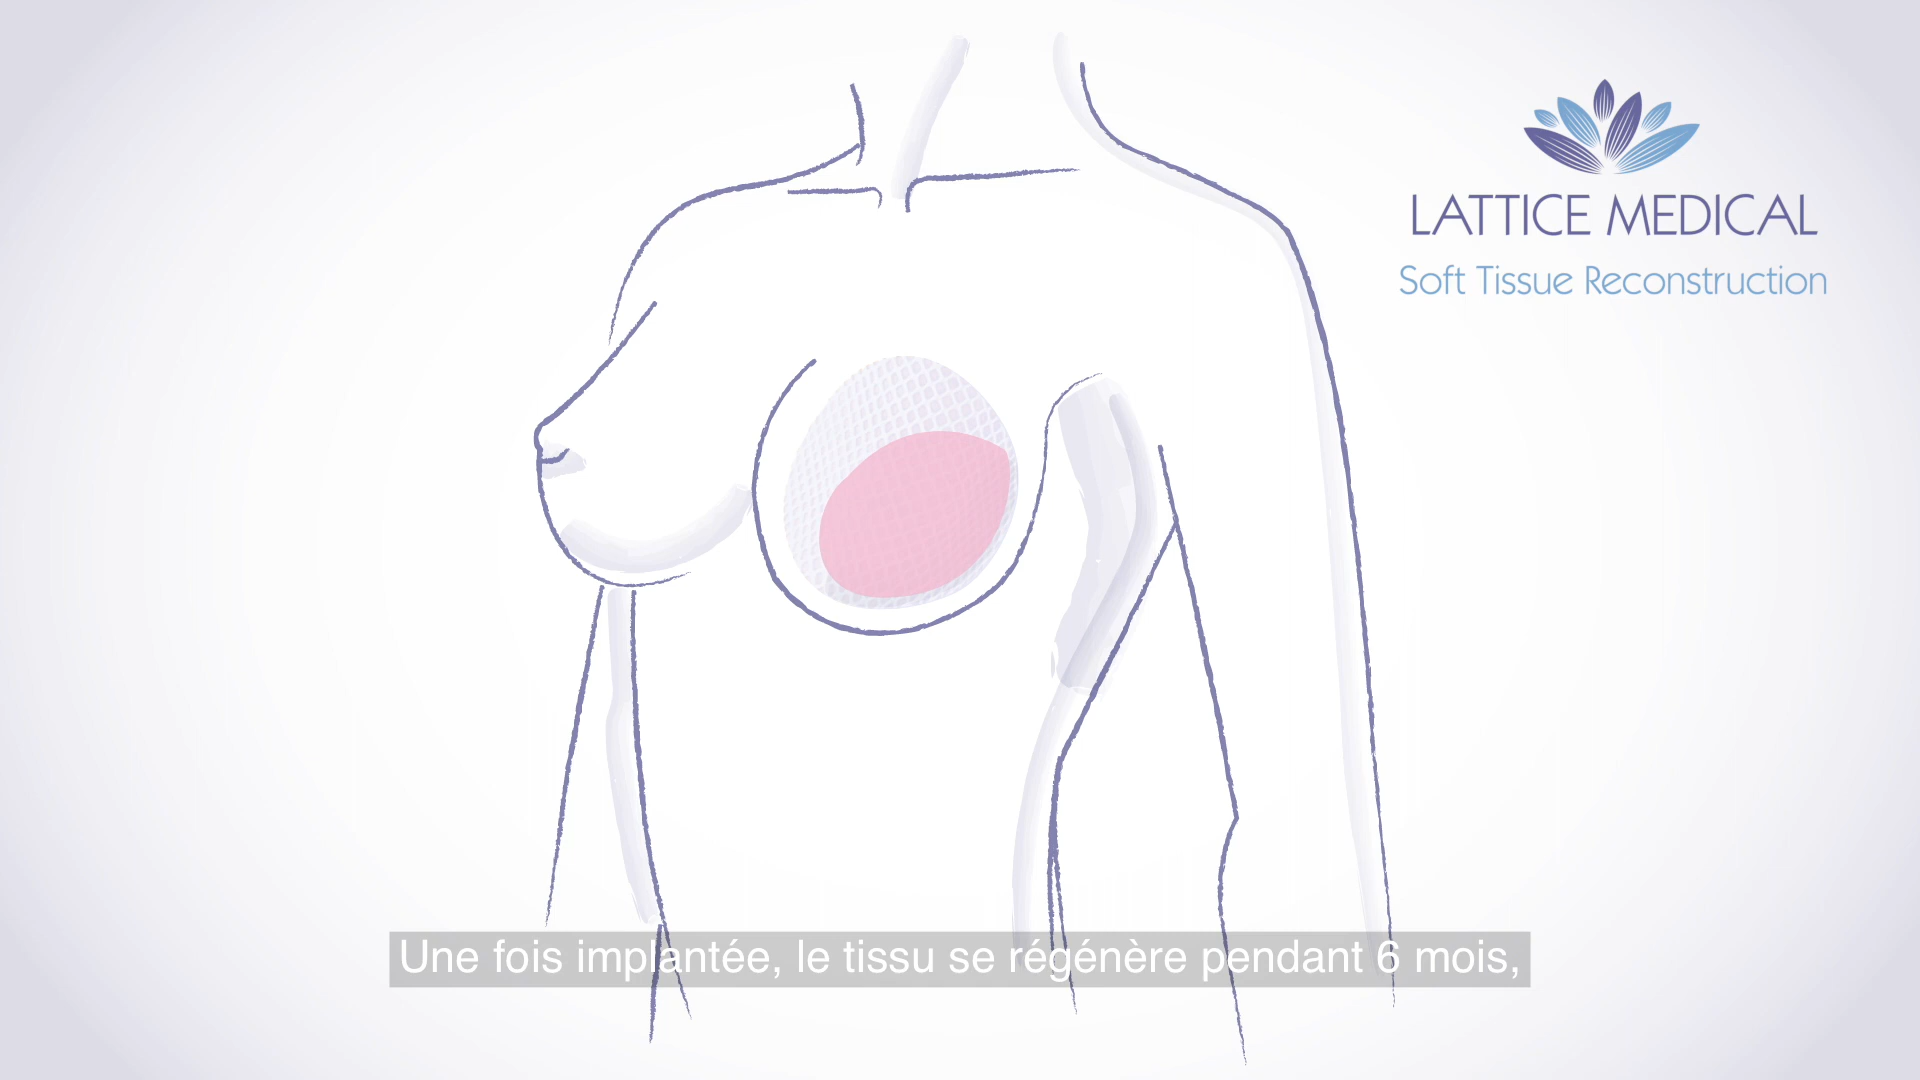 LATTICE MEDICAL
Soft Tissue Reconstruction
Une fois implantée, le tissu se régénère pendant 6 mois,